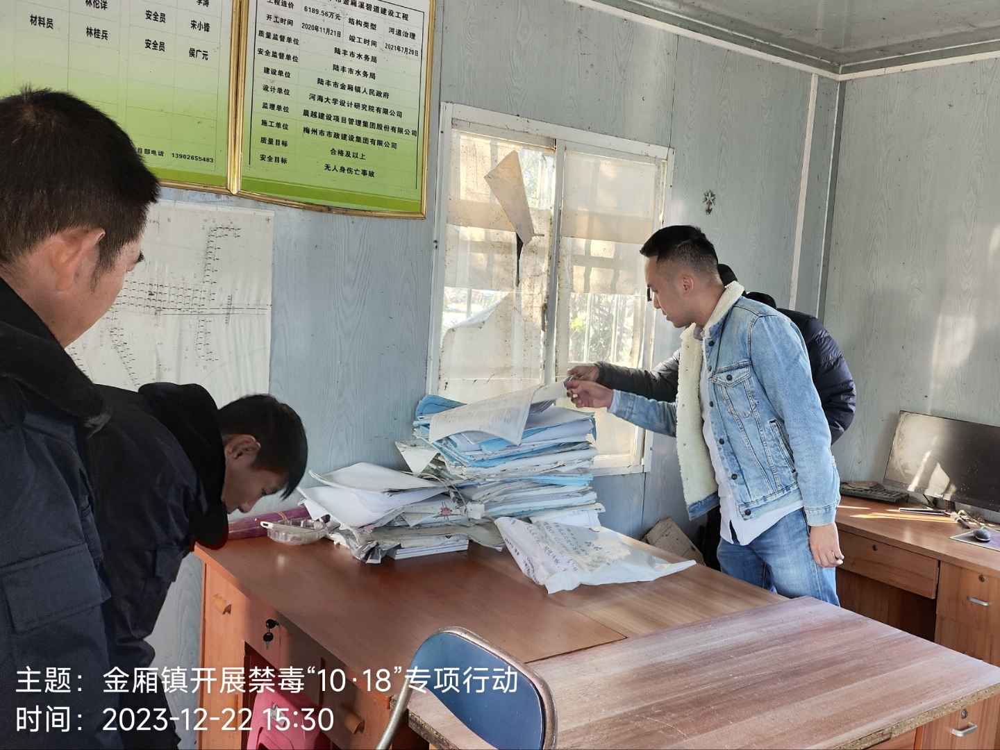 林伦详
安全员
李涛
材料员
林桂兵
安全员
宋小锋
侯广元
目部电话 13902655483
市金厢溪碧道建设工程
工程造价 6189.56万元 结构类型 河道治理
开工时间 2020年11月21日 竣工时间 2021年7月20日
质量监督单位 陆丰市水务局
安全监督单位 陆丰市水务局
建设单位 陆丰市金厢镇人民政府
设计单位 河海大学设计研究院有限公司
监理单位 晨越建设项目管理集团股份有限公司
施工单位 梅州市市政建设集团有限公司
质量目标 合格及以上
安全目标 无人身伤亡事故
主题：金厢镇开展禁毒“10·18”专项行动
时间：2023-12-22 15:30